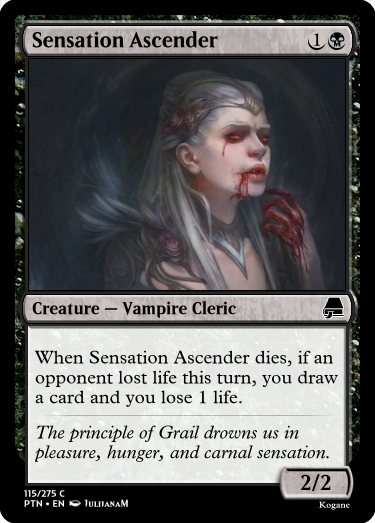 Sensation Ascender 1
Creature — Vampire Cleric
When Sensation Ascender dies, if an
opponent lost life this turn, you draw
a card and you lose 1 life.
The principle of Grail drowns us in
pleasure, hunger, and carnal sensation.
2/2
115/275 C
PTN • EN JulijanaM
Kogane